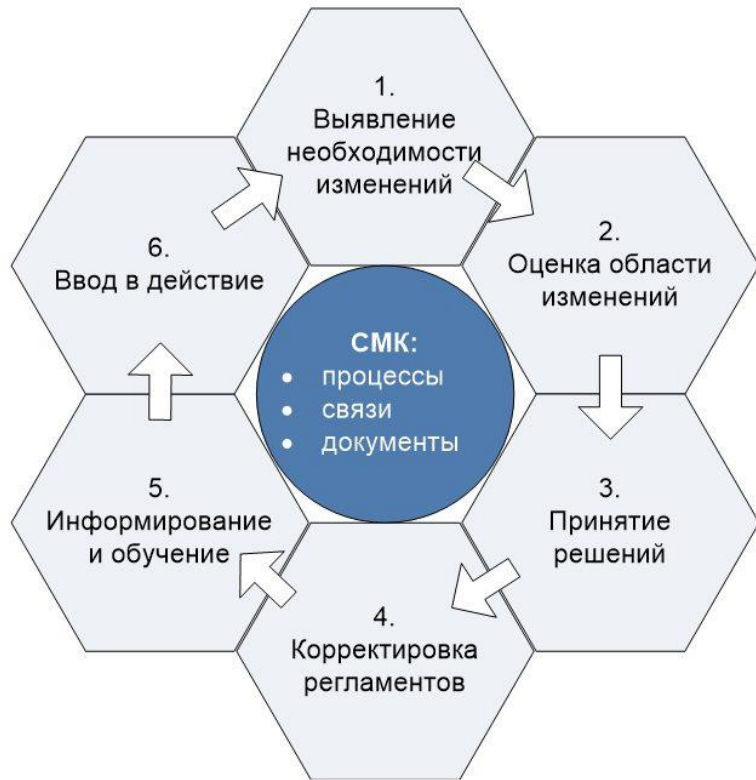 1.
Выявление
необходимости
изменений
2.
Оценка области
изменений
3.
Принятие
решений
4.
Корректировка
регламентов
5.
Информирование
и обучение
6.
Ввод в действие
СМК:
• процессы
• связи
• документы